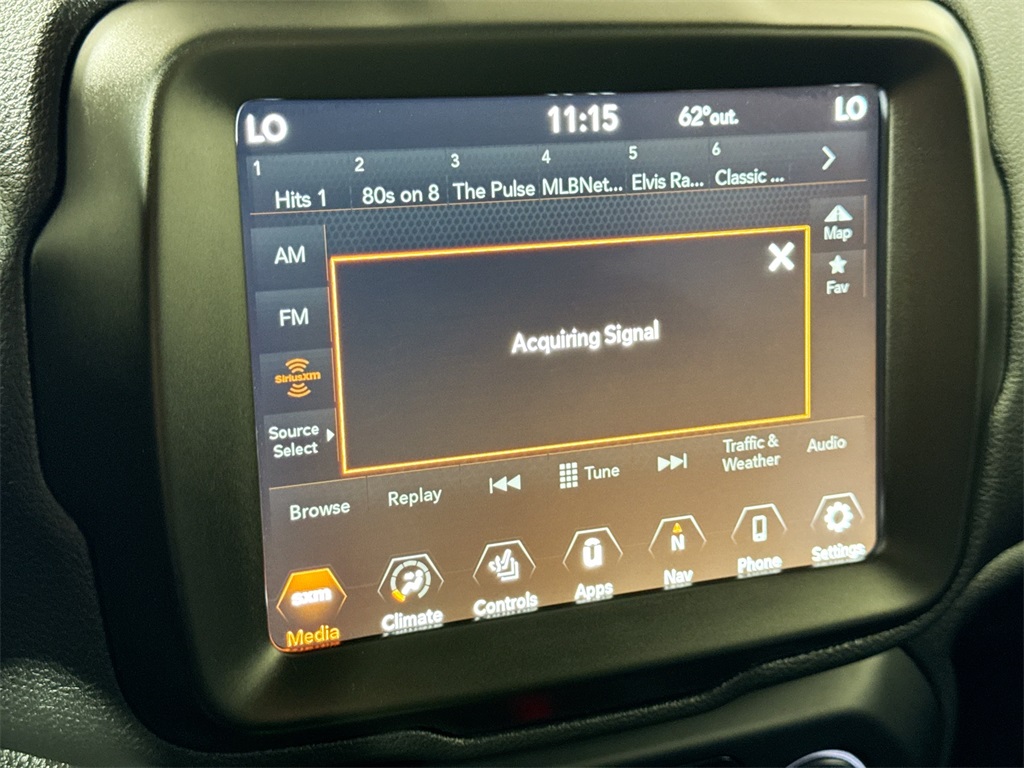 LO 11:15 62°out. LO
1 2 3 4 5 6
Hits 1 80s on 8 The Pulse MLBNet... Elvis Ra... Classic ...
Map
AM
Fav
FM
Acquiring Signal
SiriusXM
Source
Select
Browse Replay Tune Traffic &
Weather
Audio
N
sxm
Media Climate Controls Apps Nav Phone Settings